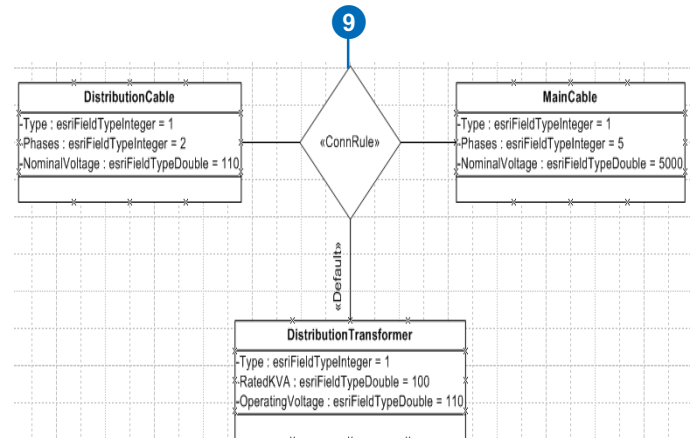 9
DistributionCable
-Type : esriFieldTypeInteger = 1
-Phases : esriFieldTypeInteger = 2
-NominalVoltage : esriFieldTypeDouble = 110
«ConnRule»
MainCable
-Type : esriFieldTypeInteger = 1
-Phases : esriFieldTypeInteger = 5
-NominalVoltage : esriFieldTypeDouble = 5000
«Default»
DistributionTransformer
-Type : esriFieldTypeInteger = 1
-RatedKVA : esriFieldTypeDouble = 100
-OperatingVoltage : esriFieldTypeDouble = 110